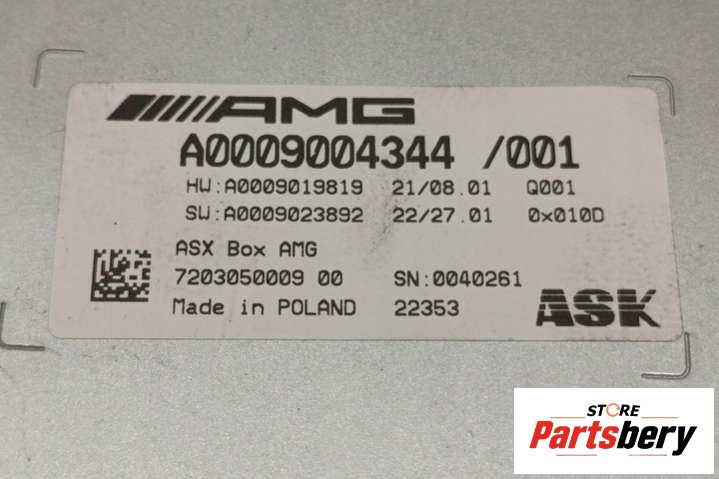 AMG
A0009004344 /001
HW:A0009019819 21/08.01 Q001
SW:A0009023892 22/27.01 0x010D
ASX Box AMG
7203050009 00 SN:0040261
Made in POLAND 22353 ASK
STORE
Partsbery